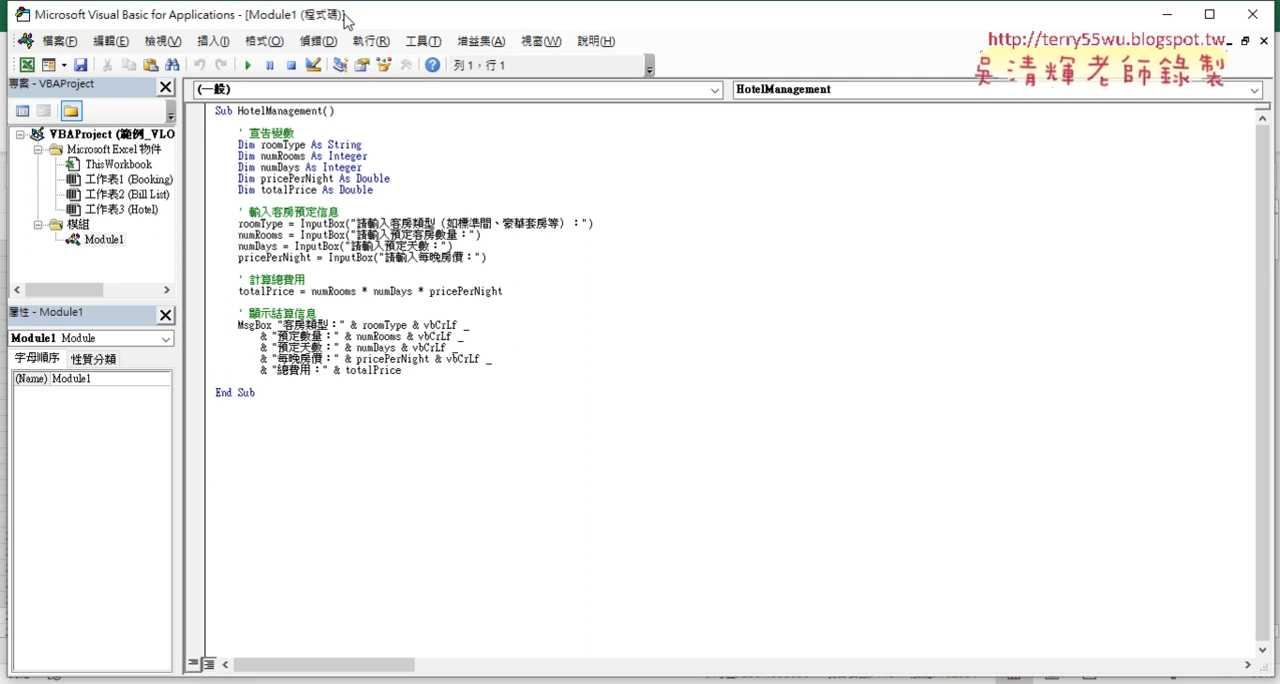 Microsoft Visual Basic for Applications - [Module1 (程式碼)]
檔案(F) 編輯(E) 檢視(V) 插入(I) 格式(O) 偵錯(D) 執行(R) 工具(T) 增益集(A) 視窗(W) 說明(H)
http://terry55wu.blogspot.tw
吳清輝老師錄製
列 1，行 1
專案 - VBAProject
(一般)
HotelManagement
VBAProject (範例_VLO
Microsoft Excel 物件
ThisWorkbook
工作表1 (Booking)
工作表2 (Bill List)
工作表3 (Hotel)
模組
Module1
屬性 - Module1
Module1 Module
字母順序 性質分類
(Name) Module1
Sub HotelManagement()
' 宣告變數
Dim roomType As String
Dim numRooms As Integer
Dim numDays As Integer
Dim pricePerNight As Double
Dim totalPrice As Double
' 輸入客房預定信息
roomType = InputBox("請輸入客房類型（如標準間、豪華套房等）：")
numRooms = InputBox("請輸入預定客房數量：")
numDays = InputBox("請輸入預定天數：")
pricePerNight = InputBox("請輸入每晚房價：")
' 計算總費用
totalPrice = numRooms * numDays * pricePerNight
' 顯示結算信息
MsgBox "客房類型：" & roomType & vbCrLf _
& "預定數量：" & numRooms & vbCrLf _
& "預定天數：" & numDays & vbCrLf _
& "每晚房價：" & pricePerNight & vbCrLf _
& "總費用：" & totalPrice
End Sub